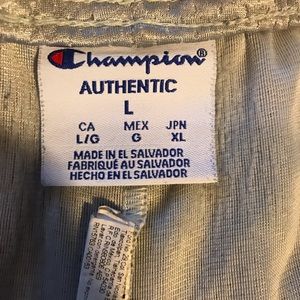 Champion®
AUTHENTIC
L
CA MEX JPN
L/G G XL
MADE IN EL SALVADOR
FABRIQUÉ AU SALVADOR
HECHO EN EL SALVADOR